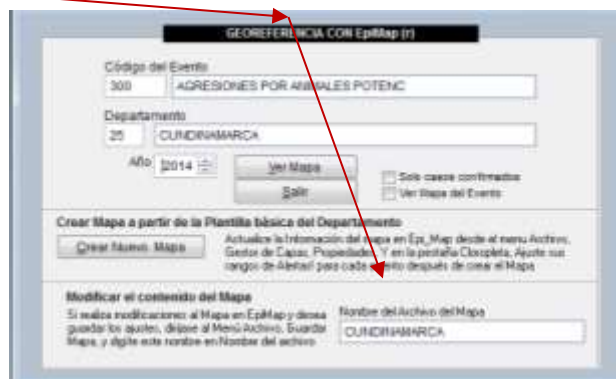 GEOREFERENCIA CON EpiMap (r)
Código del Evento
300 AGRESIONES POR ANIMALES POTENC
Departamento
25 CUNDINAMARCA
Año 2014 Ver Mapa
Solo casos confirmados
Salir
Ver Mapa del Evento
Crear Mapa a partir de la Plantilla básica del Departamento
Crear Nuevo Mapa
Actualice la Información del mapa en Epi_Map desde el menu Archivo,
Gestor de Capas, Propiedades y en la pestaña Cloropleta, Ajuste sus
rangos de Alertas! para cada evento después de crear el Mapa
Modificar el contenido del Mapa
Si realiza modificaciones al Mapa en EpiMap y desea
guardar los ajustes, diríjase al Menú Archivo, Guardar
Mapa, y digite este nombre en Nombre del archivo
Nombre del Archivo del Mapa
CUNDINAMARCA